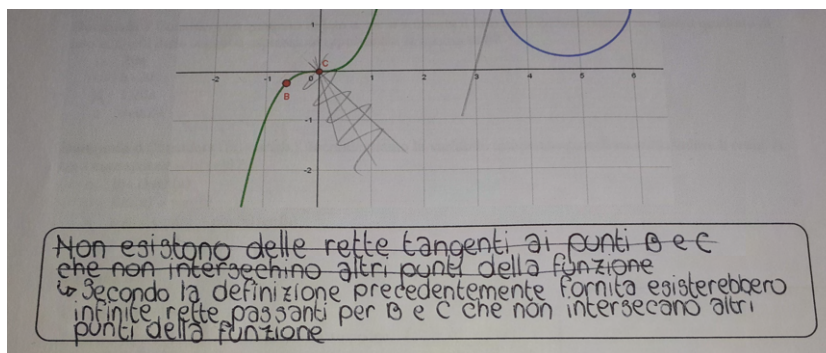 1
-2
-1
0
1
2
3
4
5
6
C
B
-1
-2
Non esistono delle rette tangenti ai punti B e C
che non intersechino altri punti della funzione
↳ Secondo la definizione precedentemente fornita esisterebbero
infinite rette passanti per B e C che non intersecano altri
punti della funzione